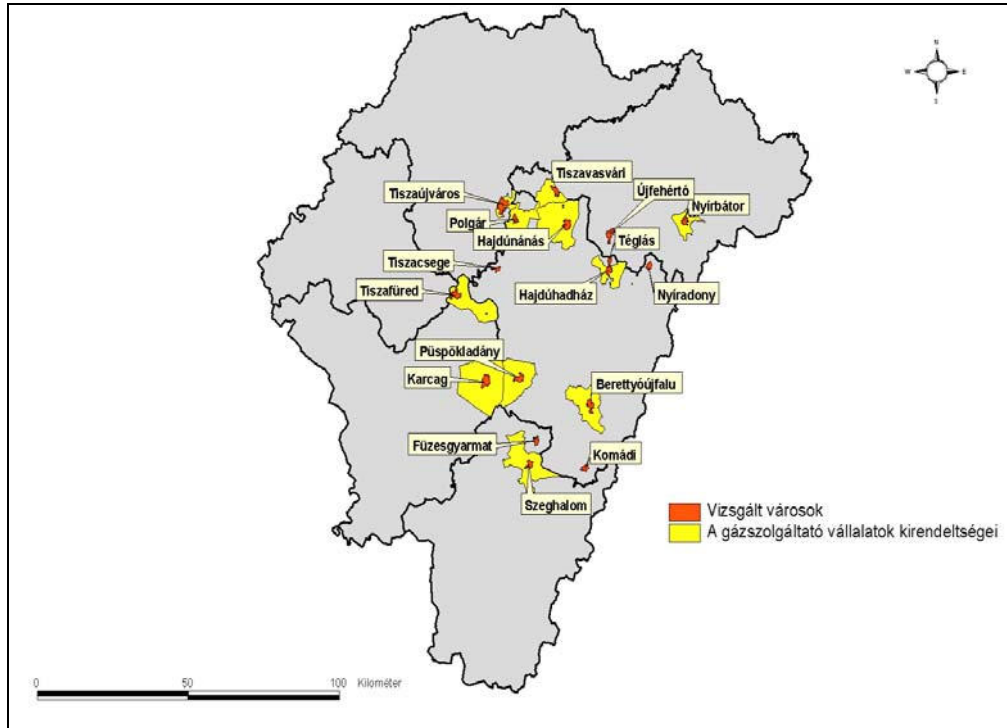 N
W E
S
Tiszavasvári
Tiszaújváros
Újfehértó
Nyírbátor
Polgár
Téglás
Hajdúnánás
Tiszacsege
Tiszafüred
Hajdúhadház
Nyíradony
Püspökladány
Karcag
Berettyóújfalu
Füzesgyarmat
Komádi
Szeghalom
Vizsgált városok
A gázszolgáltató vállalatok kirendeltségei
0 50 100 Kilométer